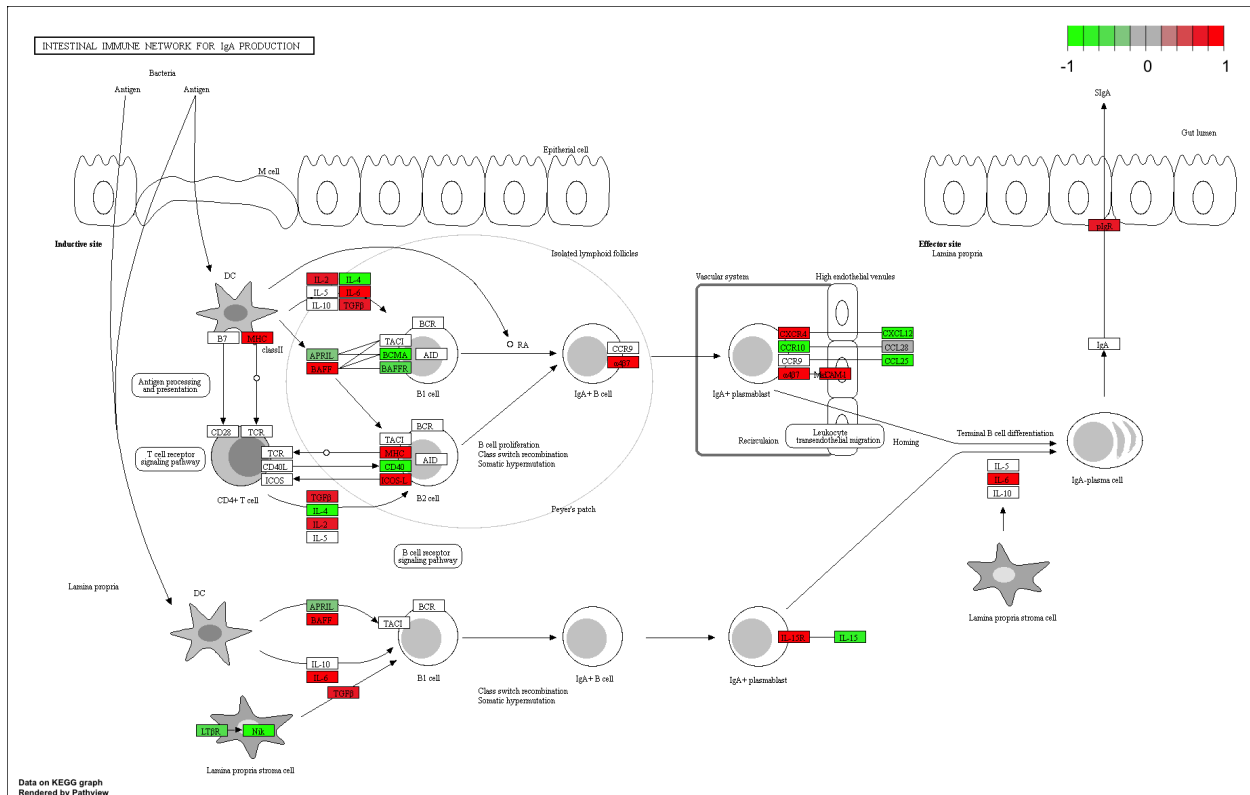 INTESTINAL IMMUNE NETWORK FOR IgA PRODUCTION
-1
0
1
Bacteria
Antigen
Antigen
SIgA
Gut lumen
Epitherial cell
M cell
pIgR
Inductive site
Effector site
Lamina propria
Isolated lymphoid follicles
Vascular system
High endothelial venules
DC
IL-2
IL-4
IL-5
IL-6
IL-10
TGFβ
B7
MHC
classII
BCR
TACI
AID
APRIL
BCMA
BAFF
BAFFR
B1 cell
RA
CCR9
α4β7
IgA+ B cell
CXCR4
CXCL12
CCR10
CCL28
CCR9
CCL25
α4β7
MAdCAM1
IgA+ plasmablast
IgA
Antigen processing
and presentation
CD28
TCR
T cell receptor
signaling pathway
TCR
CD40L
ICOS
CD4+ T cell
BCR
TACI
MHC
AID
CD40
ICOS-L
B2 cell
B cell proliferation
Class switch recombination
Somatic hypermutation
Recirculaion
Leukocyte
transendothelial migration
Homing
Terminal B cell differentiation
IL-5
IL-6
IL-10
IgA-plasma cell
TGFβ
IL-4
IL-2
IL-5
Peyer's patch
B cell receptor
signaling pathway
Lamina propria
DC
APRIL
BAFF
BCR
TACI
B1 cell
IL-10
IL-6
TGFβ
Class switch recombination
Somatic hypermutation
IgA+ B cell
IL-15R
IL-15
IgA+ plasmablast
Lamina propria stroma cell
LTβR
Nik
Lamina propria stroma cell
Data on KEGG graph
Rendered by Pathview